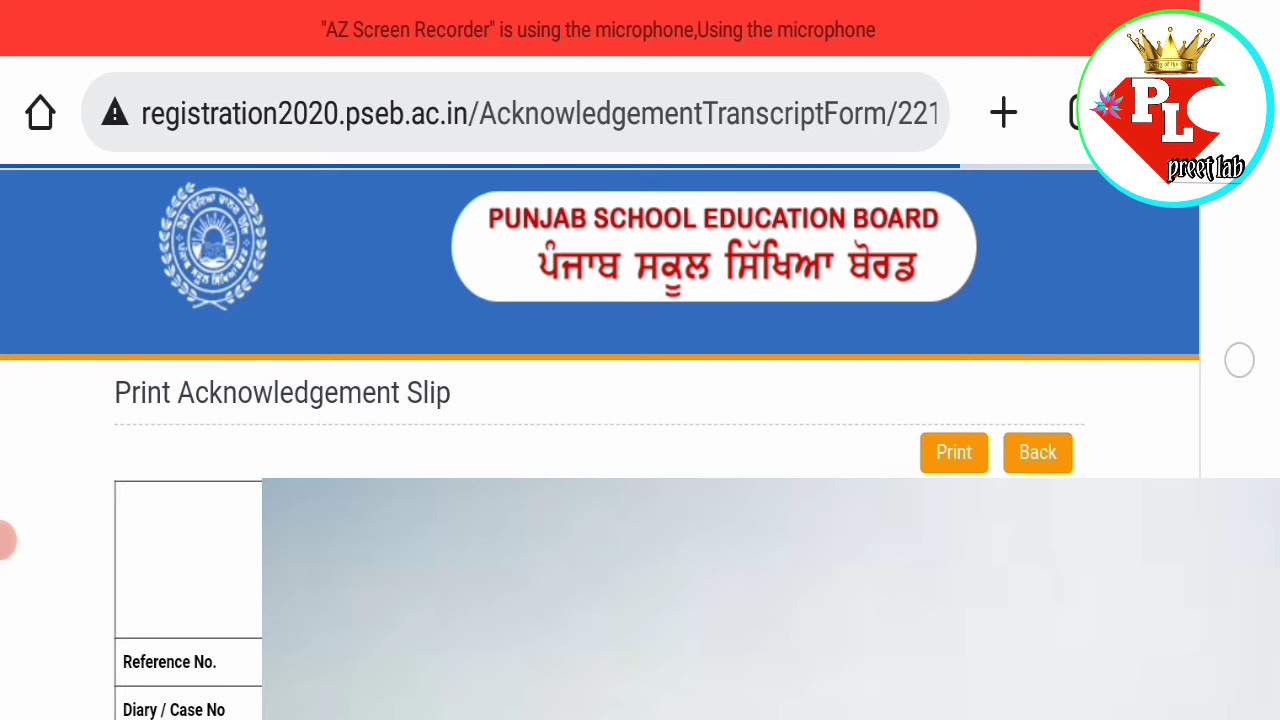 "AZ Screen Recorder" is using the microphone,Using the microphone
registration2020.pseb.ac.in/AcknowledgementTranscriptForm/221
PLC
preet lab
PUNJAB SCHOOL EDUCATION BOARD
ਪੰਜਾਬ ਸਕੂਲ ਸਿੱਖਿਆ ਬੋਰਡ
Print Acknowledgement Slip
Print
Back
Reference No.
Diary / Case No